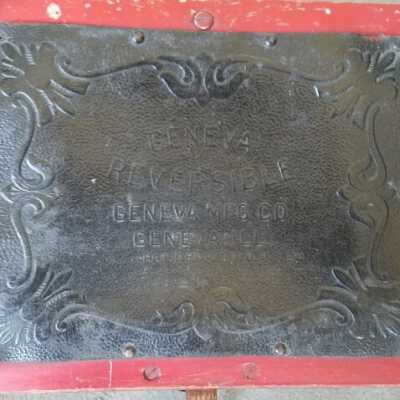 GENEVA
REVERSIBLE
GENEVA MFG CO
GENEVA ILL